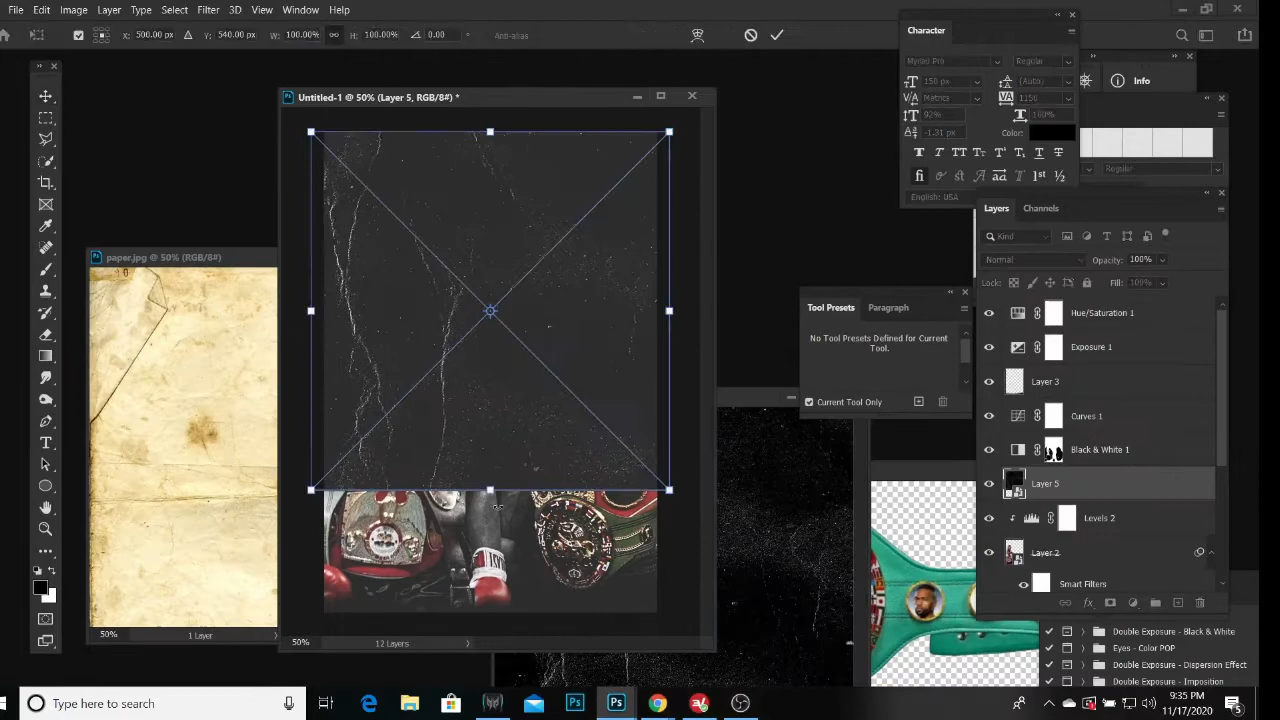 File Edit Image Layer Type Select Filter 3D View Window Help
X: 500.00 px Y: 540.00 px W: 100.00% H: 100.00% 0.00 ° Anti-alias
Character
Myriad Pro Regular
158 px (Auto)
Metrics 1150
92% 100%
-1.31 px Color:
English: USA
Info
Regular
Untitled-1 @ 50% (Layer 5, RGB/8#) *
paper.jpg @ 50% (RGB/8#)
Layers Channels
Kind
Normal Opacity: 100%
Lock: Fill: 100%
Hue/Saturation 1
Exposure 1
Layer 3
Curves 1
Black & White 1
Layer 5
Levels 2
Layer 2
Smart Filters
Tool Presets Paragraph
No Tool Presets Defined for Current
Tool.
Current Tool Only
50% 1 Layer
50% 12 Layers
Double Exposure - Black & White
Eyes - Color POP
Double Exposure - Dispersion Effect
Double Exposure - Imposition
Type here to search
9:35 PM
11/17/2020